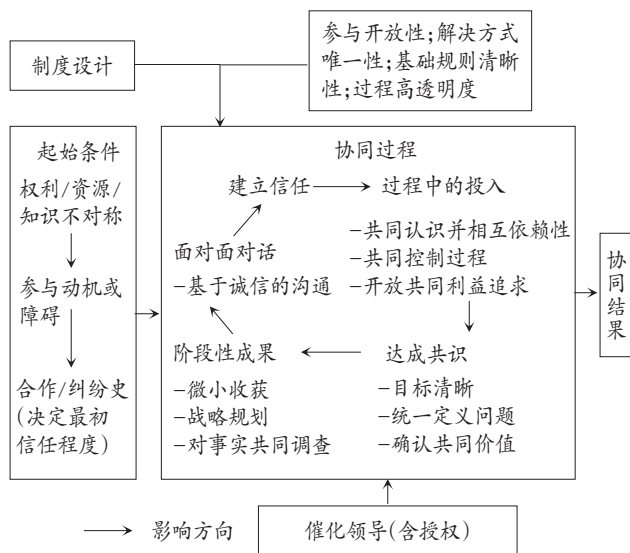 参与开放性;解决方式
唯一性;基础规则清晰
性;过程高透明度
制度设计
起始条件
权利/资源/
知识不对称
参与动机或
障碍
合作/纠纷史
(决定最初
信任程度)
协同过程
建立信任
过程中的投入
-共同认识并相互依赖性
-共同控制过程
-开放共同利益追求
面对面对话
-基于诚信的沟通
阶段性成果
-微小收获
-战略规划
-对事实共同调查
达成共识
-目标清晰
-统一定义问题
-确认共同价值
协同结果
影响方向
催化领导(含授权)